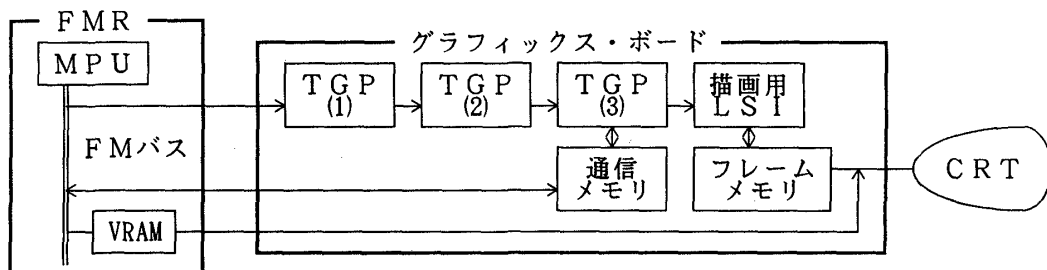 FMR
MPU
FMバス
VRAM
グラフィックス・ボード
TGP
(1)
TGP
(2)
TGP
(3)
描画用
LSI
通信
メモリ
フレーム
メモリ
CRT